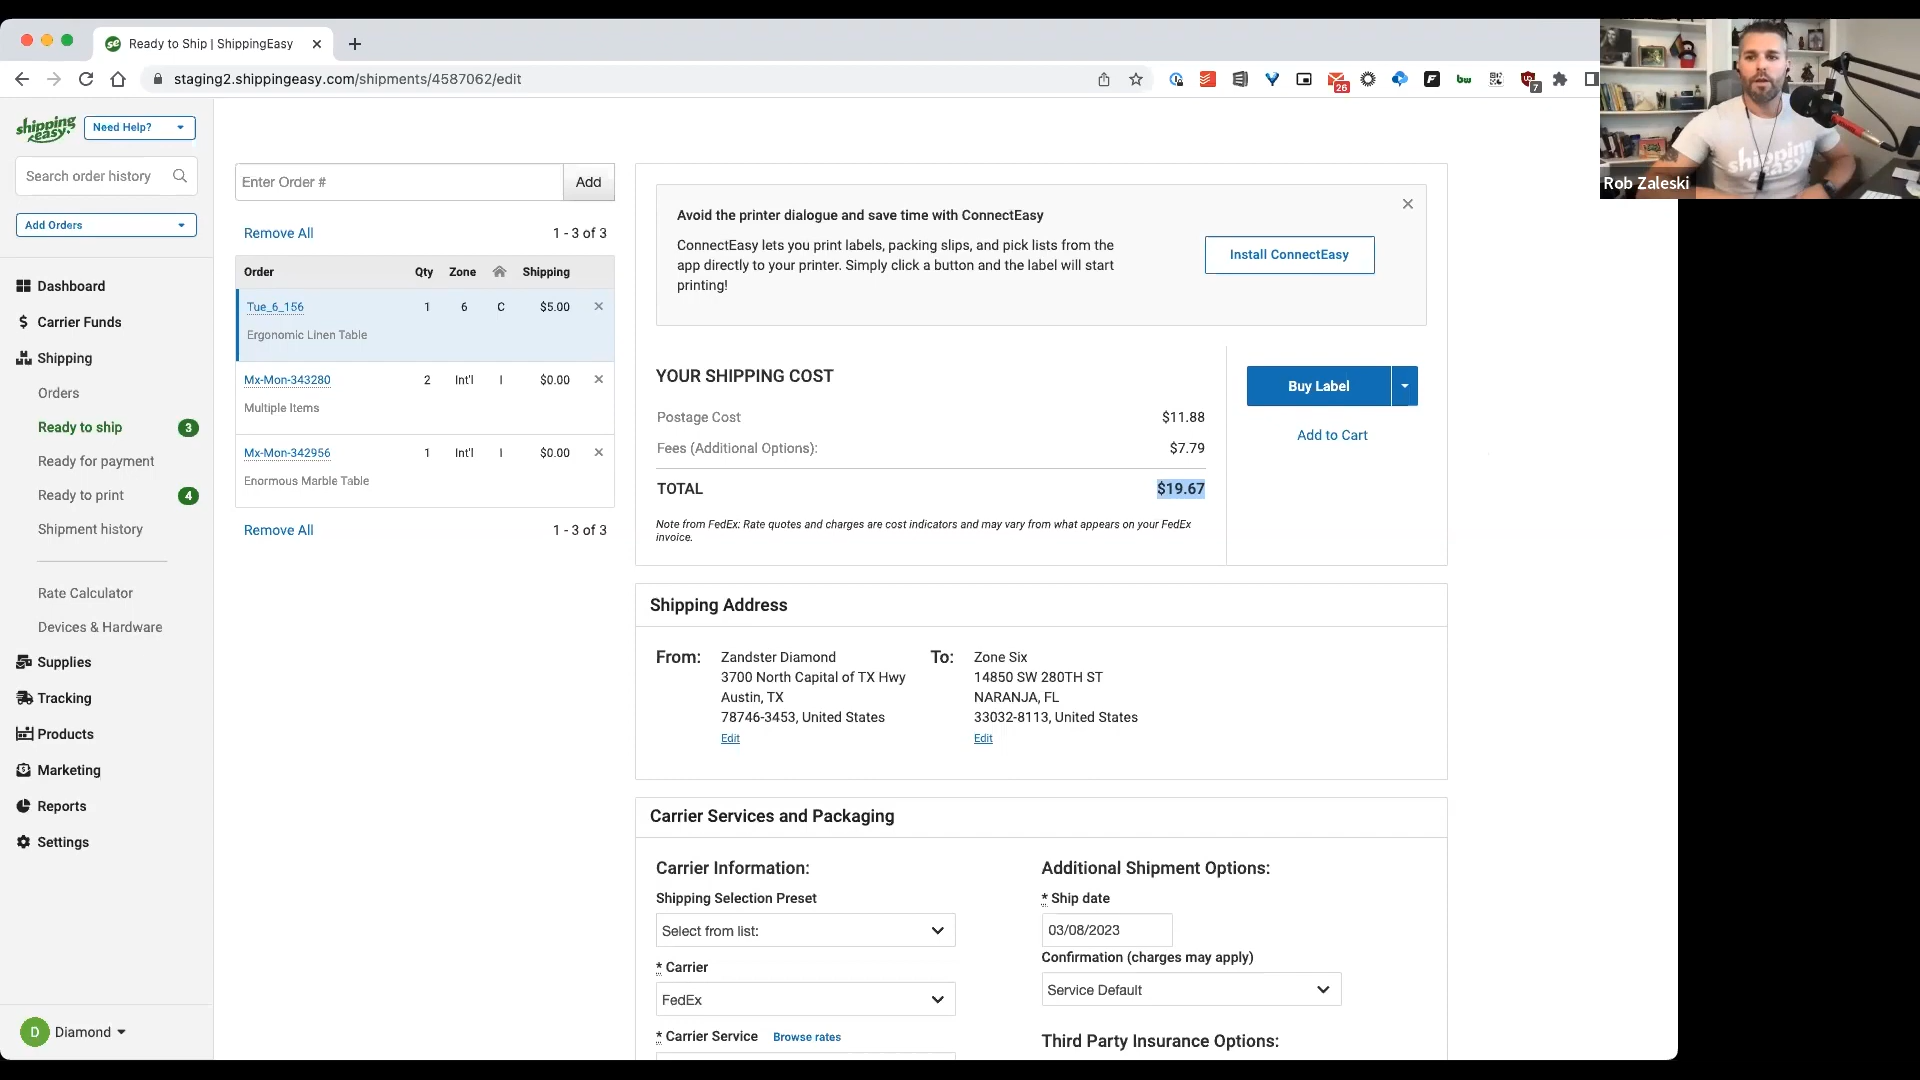 Ready to Ship | ShippingEasy
staging2.shippingeasy.com/shipments/4587062/edit
26
7
shipping easy.
Need Help?
Search order history
Add Orders
Dashboard
Carrier Funds
Shipping
Orders
Ready to ship 3
Ready for payment
Ready to print 4
Shipment history
Rate Calculator
Devices & Hardware
Supplies
Tracking
Products
Marketing
Reports
Settings
D Diamond
Enter Order # Add
Remove All 1 - 3 of 3
Order Qty Zone Shipping
Tue_6_156 1 6 C $5.00
Ergonomic Linen Table
Mx-Mon-343280 2 Int'l I $0.00
Multiple Items
Mx-Mon-342956 1 Int'l I $0.00
Enormous Marble Table
Remove All 1 - 3 of 3
Avoid the printer dialogue and save time with ConnectEasy
ConnectEasy lets you print labels, packing slips, and pick lists from the
app directly to your printer. Simply click a button and the label will start
printing!
Install ConnectEasy
YOUR SHIPPING COST
Postage Cost $11.88
Fees (Additional Options): $7.79
TOTAL $19.67
Note from FedEx: Rate quotes and charges are cost indicators and may vary from what appears on your FedEx
invoice.
Buy Label
Add to Cart
Shipping Address
From: Zandster Diamond
3700 North Capital of TX Hwy
Austin, TX
78746-3453, United States
Edit
To: Zone Six
14850 SW 280TH ST
NARANJA, FL
33032-8113, United States
Edit
Carrier Services and Packaging
Carrier Information:
Shipping Selection Preset
Select from list:
* Carrier
FedEx
* Carrier Service Browse rates
Additional Shipment Options:
* Ship date
03/08/2023
Confirmation (charges may apply)
Service Default
Third Party Insurance Options:
shipping
easy
Rob Zaleski